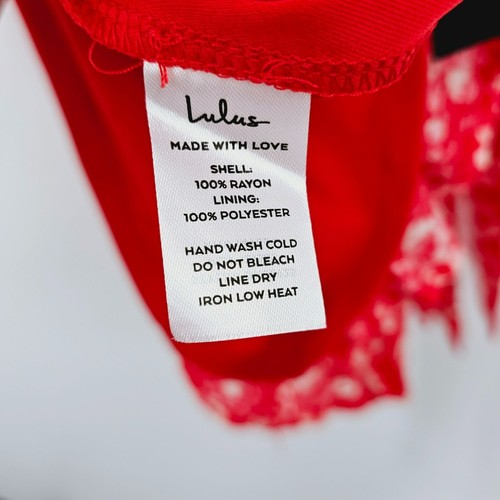 Lulus
MADE WITH LOVE
SHELL:
100% RAYON
LINING:
100% POLYESTER
HAND WASH COLD
DO NOT BLEACH
LINE DRY
IRON LOW HEAT